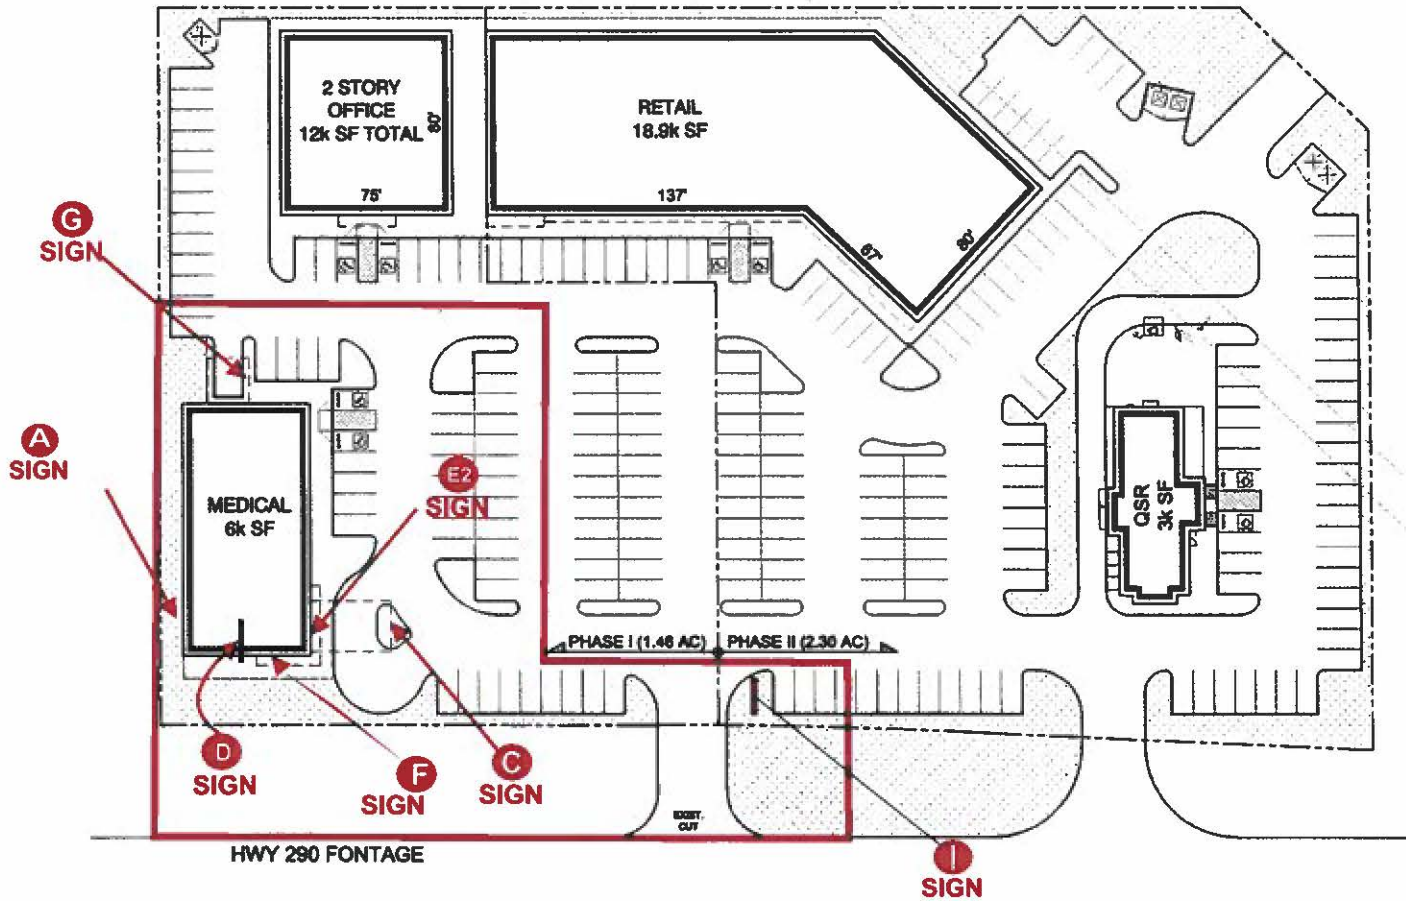 2 STORY
OFFICE
12k SF TOTAL
80'
75'
RETAIL
18.9k SF
137'
67'
80'
G
SIGN
A
SIGN
MEDICAL
6k SF
E2
SIGN
QSR
3k SF
PHASE I (1.46 AC)
PHASE II (2.30 AC)
D
SIGN
F
SIGN
C
SIGN
EXIST.
CUT
HWY 290 FONTAGE
I
SIGN